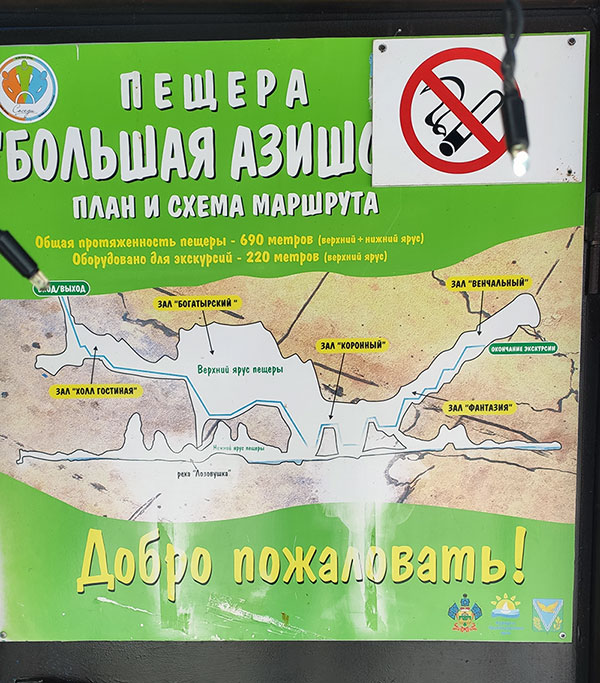 ПЕЩЕРА
"БОЛЬШАЯ
ПЛАН И СХЕМА МАРШРУТА
Общая протяженность пещеры - 690 метров (верхний+нижний ярус)
Оборудовано для экскурсий - 220 метров (верхний ярус)
ВХОД/ВЫХОД
ЗАЛ "ВЕНЧАЛЬНЫЙ"
ЗАЛ "БОГАТЫРСКИЙ "
ЗАЛ "КОРОННЫЙ"
ОКОНЧАНИЕ ЭКСКУРСИИ
Верхний ярус пещеры
ЗАЛ "ХОЛЛ ГОСТИНАЯ"
ЗАЛ "ФАНТАЗИЯ"
Нижний ярус пещеры
река "Лозовушка"
Добро пожаловать!